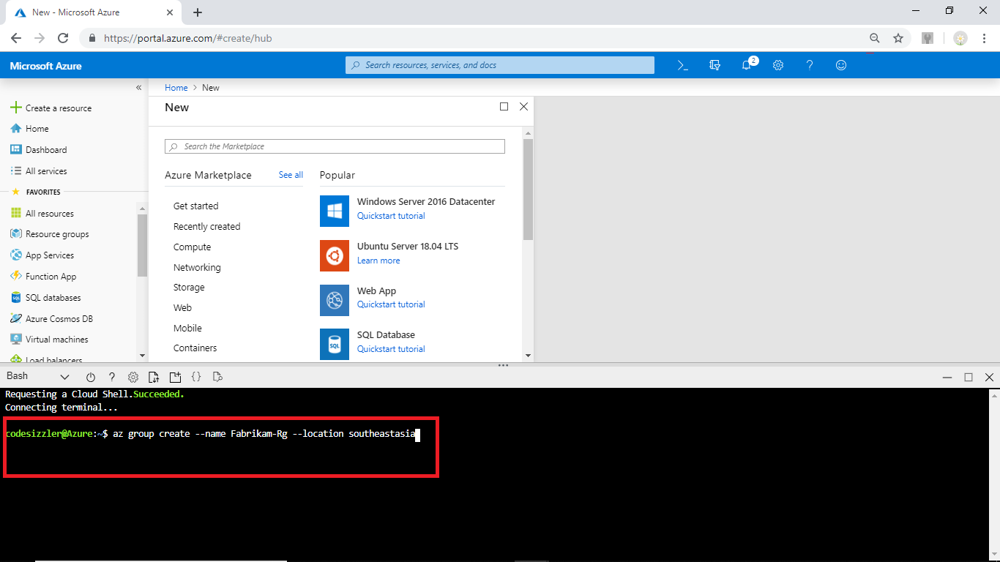 New - Microsoft Azure
https://portal.azure.com/#create/hub
Microsoft Azure
Search resources, services, and docs
2
Home > New
Create a resource
Home
Dashboard
All services
FAVORITES
All resources
Resource groups
App Services
Function App
SQL databases
Azure Cosmos DB
Virtual machines
Load balancers
New
Search the Marketplace
Azure Marketplace
See all
Get started
Recently created
Compute
Networking
Storage
Web
Mobile
Containers
Popular
Windows Server 2016 Datacenter
Quickstart tutorial
Ubuntu Server 18.04 LTS
Learn more
Web App
Quickstart tutorial
SQL
SQL Database
Quickstart tutorial
Bash
Requesting a Cloud Shell.Succeeded.
Connecting terminal...
codesizzler@Azure:~$ az group create --name Fabrikam-Rg --location southeastasia